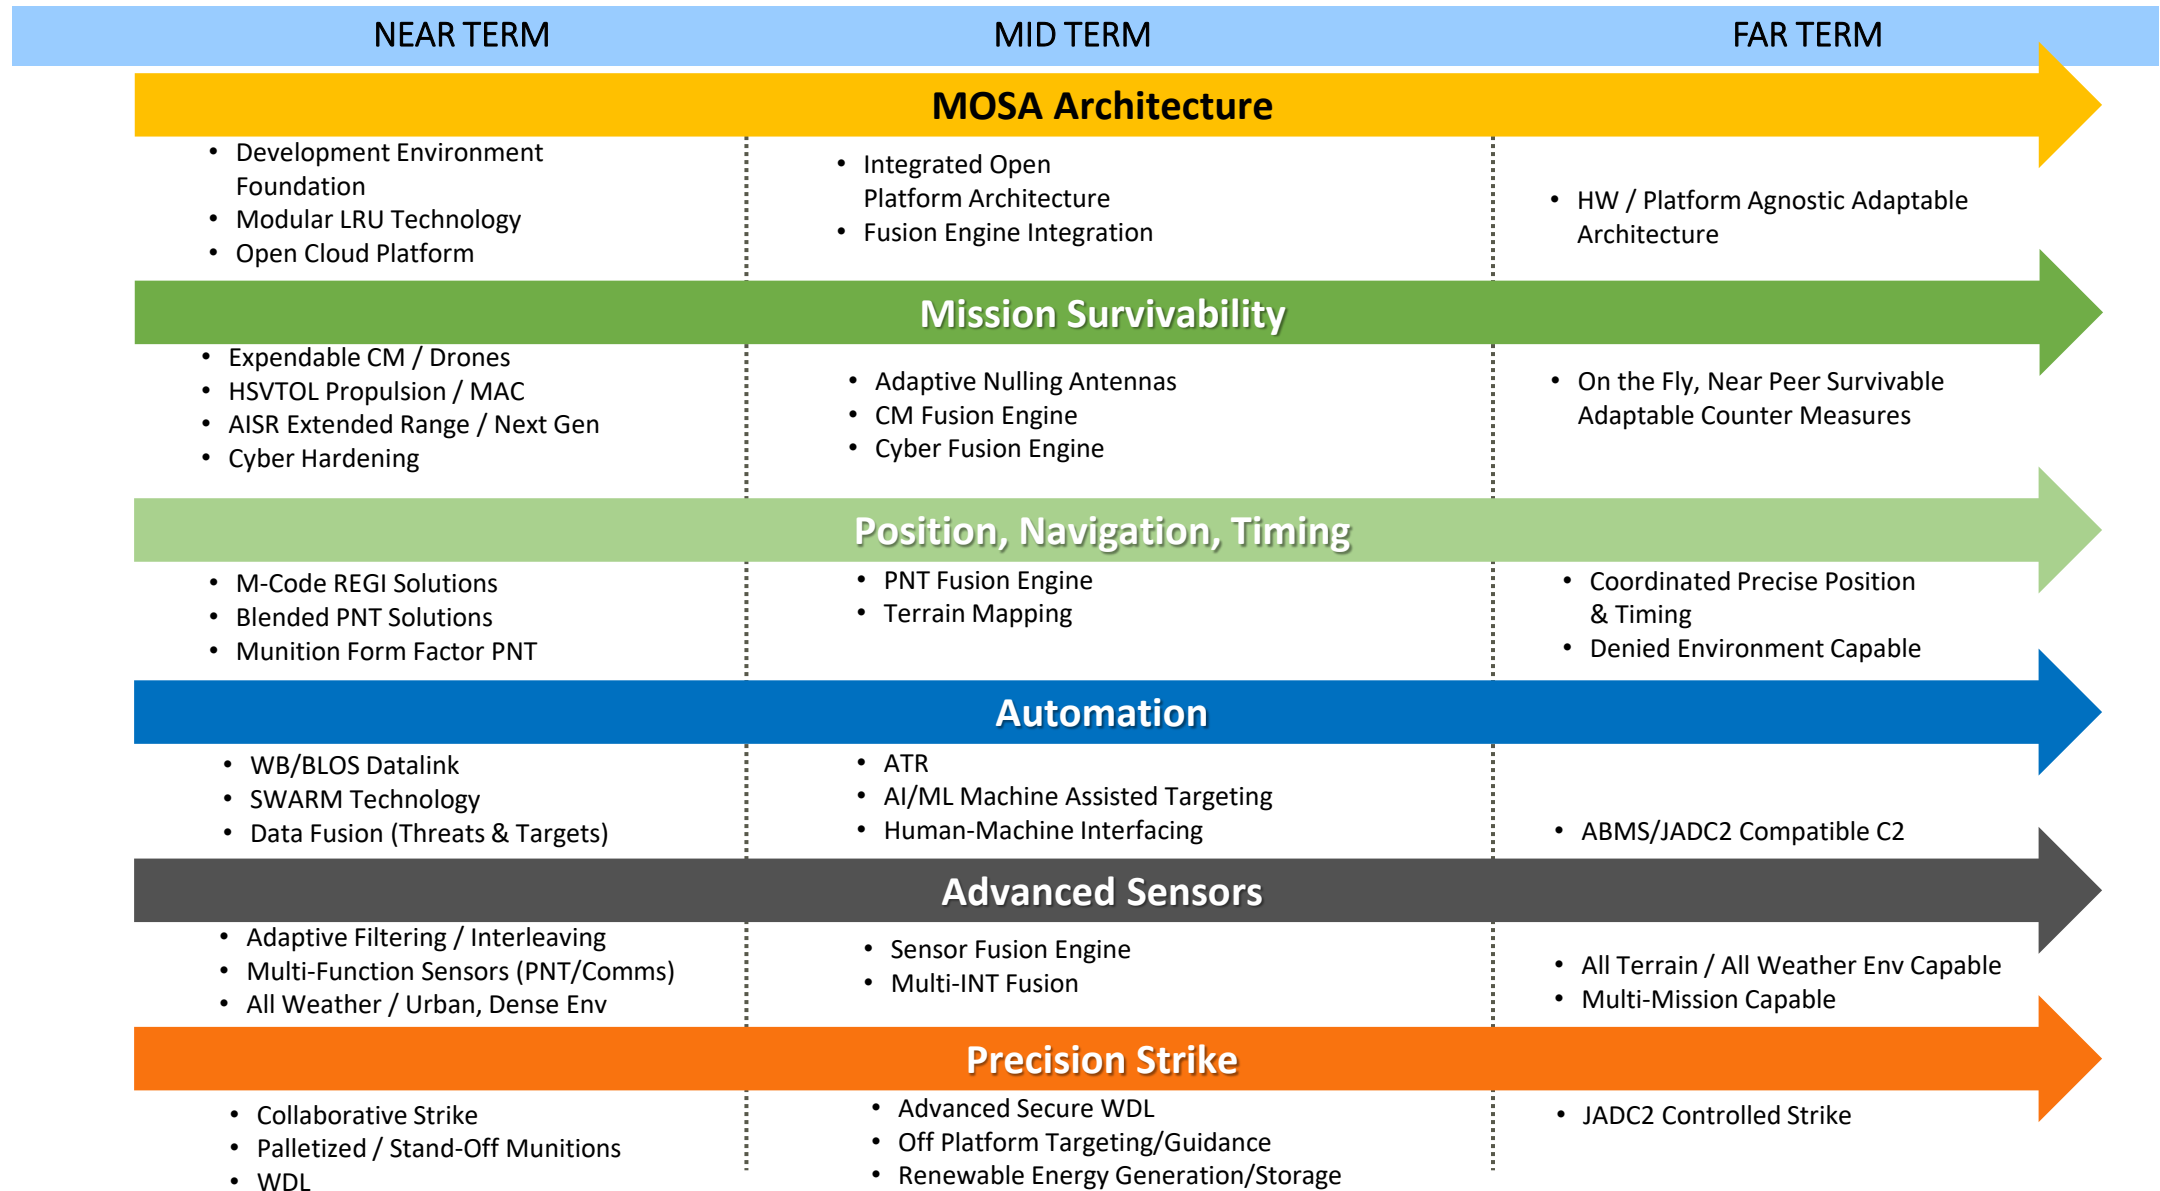 NEAR TERM
MID TERM
FAR TERM
MOSA Architecture
• Development Environment
Foundation
• Modular LRU Technology
• Open Cloud Platform
• Integrated Open
Platform Architecture
• Fusion Engine Integration
• HW / Platform Agnostic Adaptable
Architecture
Mission Survivability
• Expendable CM / Drones
• HSVTOL Propulsion / MAC
• AISR Extended Range / Next Gen
• Cyber Hardening
• Adaptive Nulling Antennas
• CM Fusion Engine
• Cyber Fusion Engine
• On the Fly, Near Peer Survivable
Adaptable Counter Measures
Position, Navigation, Timing
• M-Code REGI Solutions
• Blended PNT Solutions
• Munition Form Factor PNT
• PNT Fusion Engine
• Terrain Mapping
• Coordinated Precise Position
& Timing
• Denied Environment Capable
Automation
• WB/BLOS Datalink
• SWARM Technology
• Data Fusion (Threats & Targets)
• ATR
• AI/ML Machine Assisted Targeting
• Human-Machine Interfacing
• ABMS/JADC2 Compatible C2
Advanced Sensors
• Adaptive Filtering / Interleaving
• Multi-Function Sensors (PNT/Comms)
• All Weather / Urban, Dense Env
• Sensor Fusion Engine
• Multi-INT Fusion
• All Terrain / All Weather Env Capable
• Multi-Mission Capable
Precision Strike
• Collaborative Strike
• Palletized / Stand-Off Munitions
• WDL
• Advanced Secure WDL
• Off Platform Targeting/Guidance
• Renewable Energy Generation/Storage
• JADC2 Controlled Strike